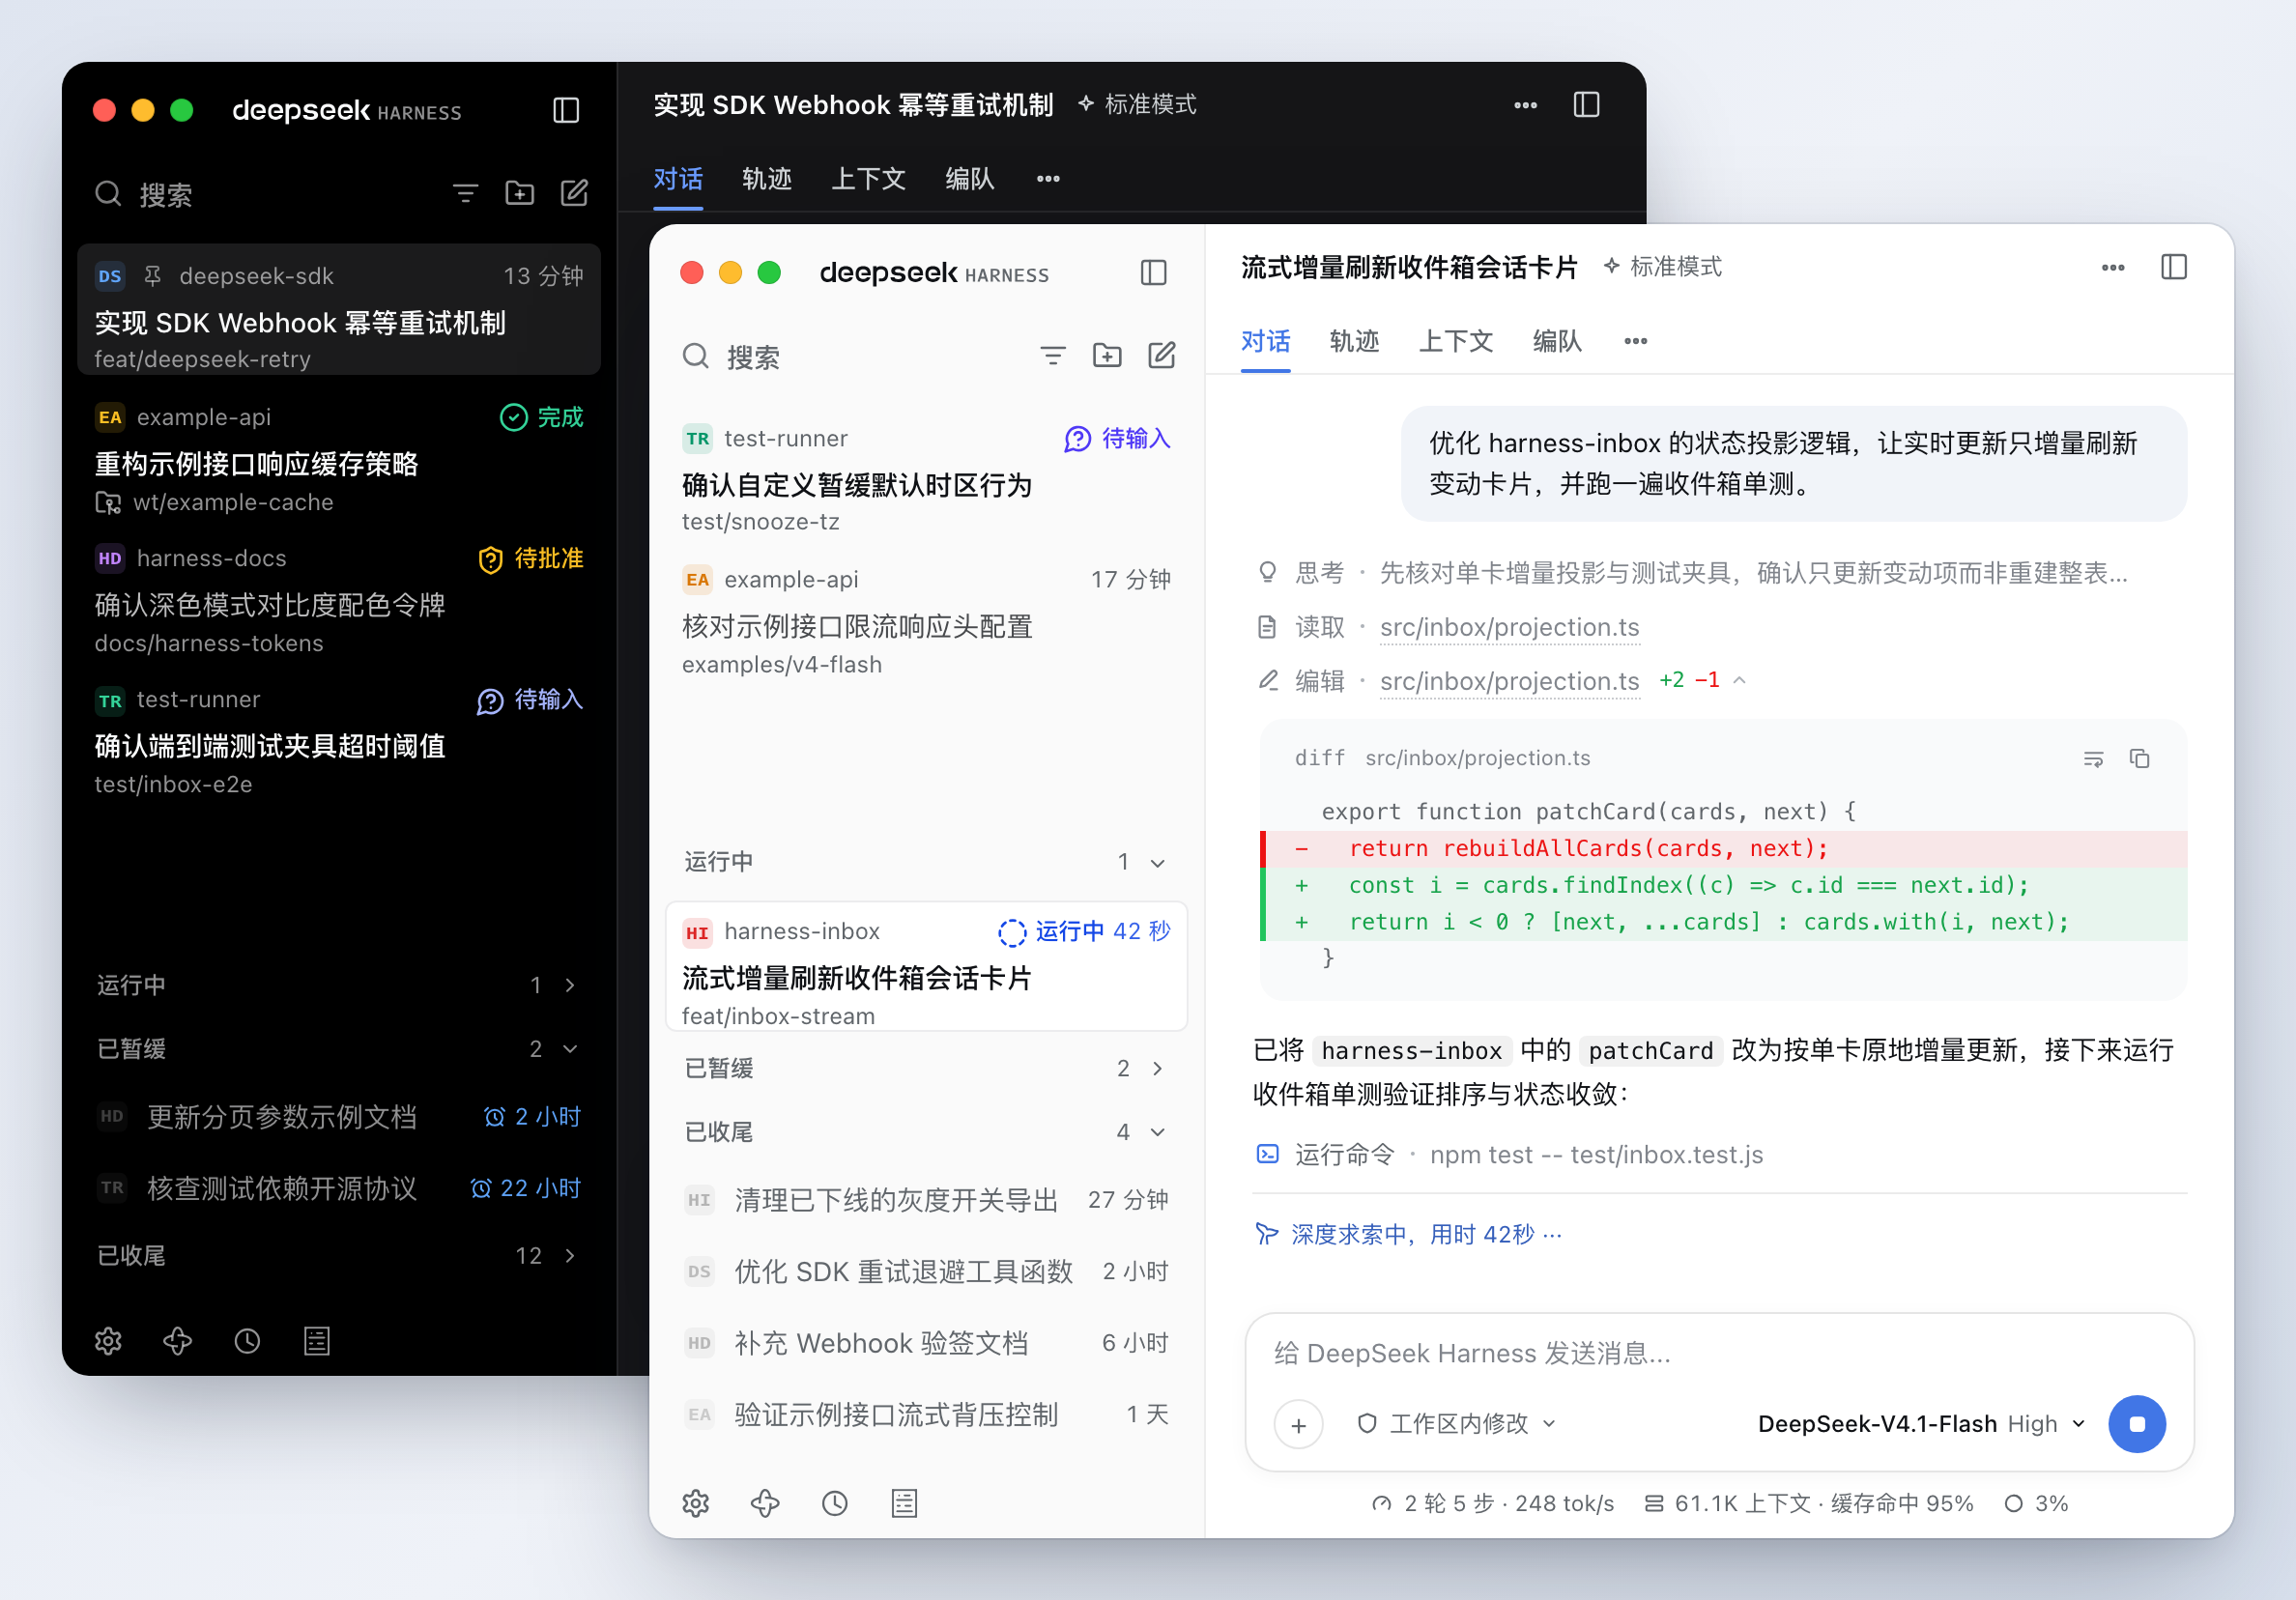 deepseek HARNESS
搜索
DS deepseek-sdk 13 分钟
实现 SDK Webhook 幂等重试机制
feat/deepseek-retry
EA example-api 完成
重构示例接口响应缓存策略
wt/example-cache
HD harness-docs 待批准
确认深色模式对比度配色令牌
docs/harness-tokens
TR test-runner 待输入
确认端到端测试夹具超时阈值
test/inbox-e2e
运行中 1
已暂缓 2
HD 更新分页参数示例文档 2 小时
TR 核查测试依赖开源协议 22 小时
已收尾 12
实现 SDK Webhook 幂等重试机制 标准模式
对话 轨迹 上下文 编队
deepseek HARNESS
搜索
TR test-runner 待输入
确认自定义暂缓默认时区行为
test/snooze-tz
EA example-api 17 分钟
核对示例接口限流响应头配置
examples/v4-flash
运行中 1
HI harness-inbox 运行中 42 秒
流式增量刷新收件箱会话卡片
feat/inbox-stream
已暂缓 2
已收尾 4
HI 清理已下线的灰度开关导出 27 分钟
DS 优化 SDK 重试退避工具函数 2 小时
HD 补充 Webhook 验签文档 6 小时
EA 验证示例接口流式背压控制 1 天
流式增量刷新收件箱会话卡片 标准模式
对话 轨迹 上下文 编队
优化 harness-inbox 的状态投影逻辑，让实时更新只增量刷新
变动卡片，并跑一遍收件箱单测。
思考 · 先核对单卡增量投影与测试夹具，确认只更新变动项而非重建整表...
读取 · src/inbox/projection.ts
编辑 · src/inbox/projection.ts +2 −1
diff src/inbox/projection.ts
export function patchCard(cards, next) {
−   return rebuildAllCards(cards, next);
+   const i = cards.findIndex((c) => c.id === next.id);
+   return i < 0 ? [next, ...cards] : cards.with(i, next);
}
已将 harness-inbox 中的 patchCard 改为按单卡原地增量更新，接下来运行
收件箱单测验证排序与状态收敛：
运行命令 · npm test -- test/inbox.test.js
深度求索中，用时 42秒 ···
给 DeepSeek Harness 发送消息...
工作区内修改 DeepSeek-V4.1-Flash High
2 轮 5 步 · 248 tok/s 61.1K 上下文 · 缓存命中 95% 3%